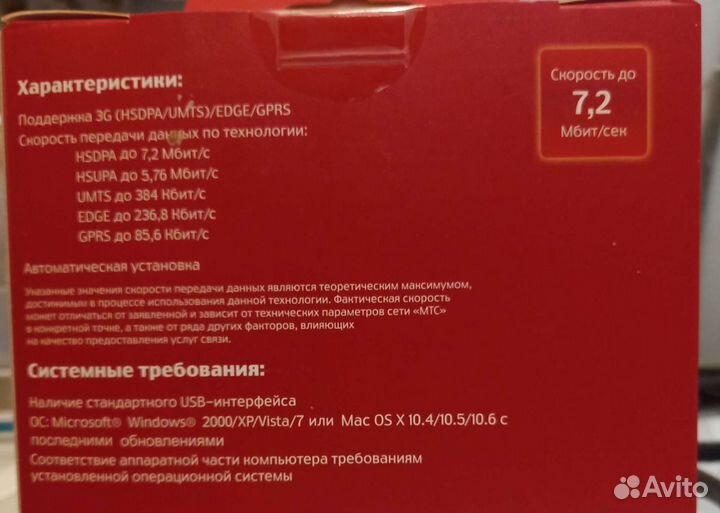 Характеристики:
Поддержка 3G (HSDPA/UMTS)/EDGE/GPRS
Скорость передачи данных по технологии:
HSDPA до 7,2 Мбит/с
HSUPA до 5,76 Мбит/с
UMTS до 384 Кбит/с
EDGE до 236,8 Кбит/с
GPRS до 85,6 Кбит/с
Автоматическая установка
Указанные значения скорости передачи данных являются теоретическим максимумом,
достижимым в процессе использования данной технологии. Фактическая скорость
может отличаться от заявленной и зависит от технических параметров сети «МТС»
в конкретной точке, а также от ряда других факторов, влияющих
на качество предоставления услуг связи.
Системные требования:
Наличие стандартного USB-интерфейса
ОС: Microsoft® Windows® 2000/XP/Vista/7 или Mac OS X 10.4/10.5/10.6 с
последними обновлениями
Соответствие аппаратной части компьютера требованиям
установленной операционной системы
Скорость до
7,2
Мбит/сек
Avito